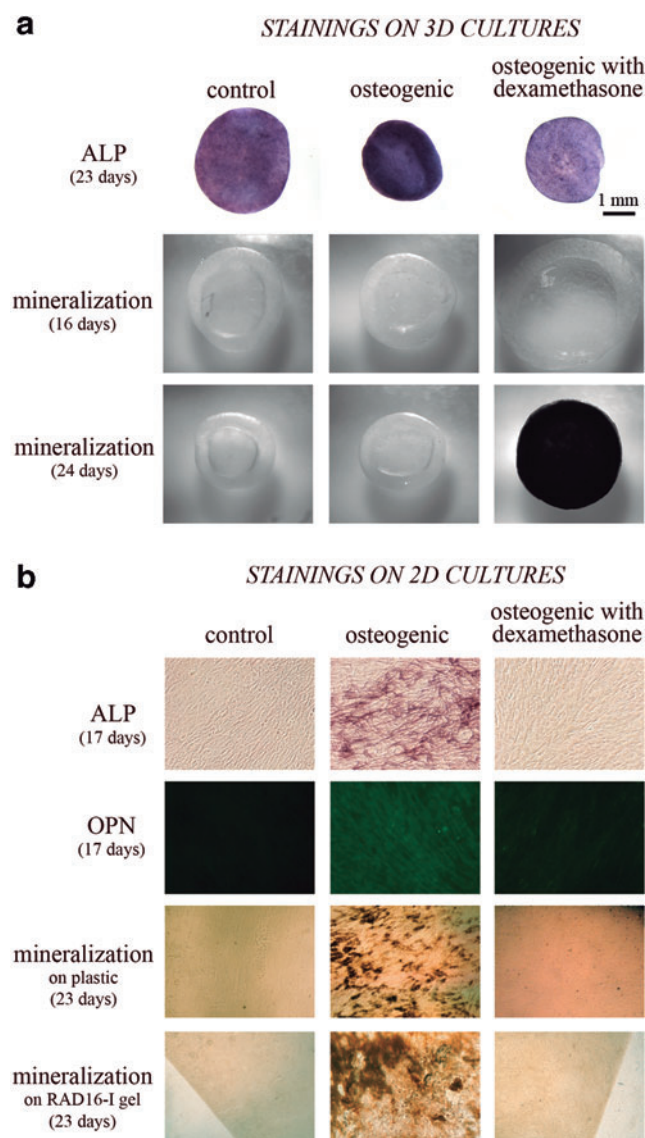 a
STAININGS ON 3D CULTURES
control
osteogenic
osteogenic with
dexamethasone
ALP
(23 days)
1 mm
mineralization
(16 days)
mineralization
(24 days)
b
STAININGS ON 2D CULTURES
control
osteogenic
osteogenic with
dexamethasone
ALP
(17 days)
OPN
(17 days)
mineralization
on plastic
(23 days)
mineralization
on RAD16-I gel
(23 days)